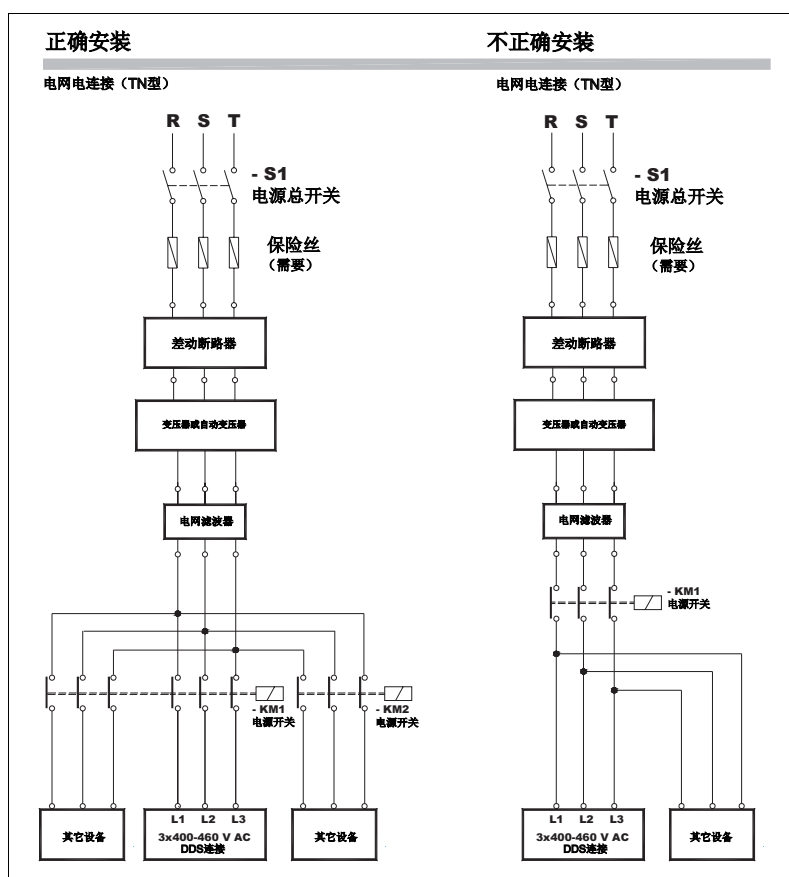 正确安装
电网电连接（TN型）
R S T
- S1
电源总开关
保险丝
（需要）
差动断路器
变压器或自动变压器
电网滤波器
- KM1
电源开关
- KM2
电源开关
其它设备
L1 L2 L3
3x400-460 V AC
DDS连接
其它设备
不正确安装
电网电连接（TN型）
R S T
- S1
电源总开关
保险丝
（需要）
差动断路器
变压器或自动变压器
电网滤波器
- KM1
电源开关
L1 L2 L3
3x400-460 V AC
DDS连接
其它设备